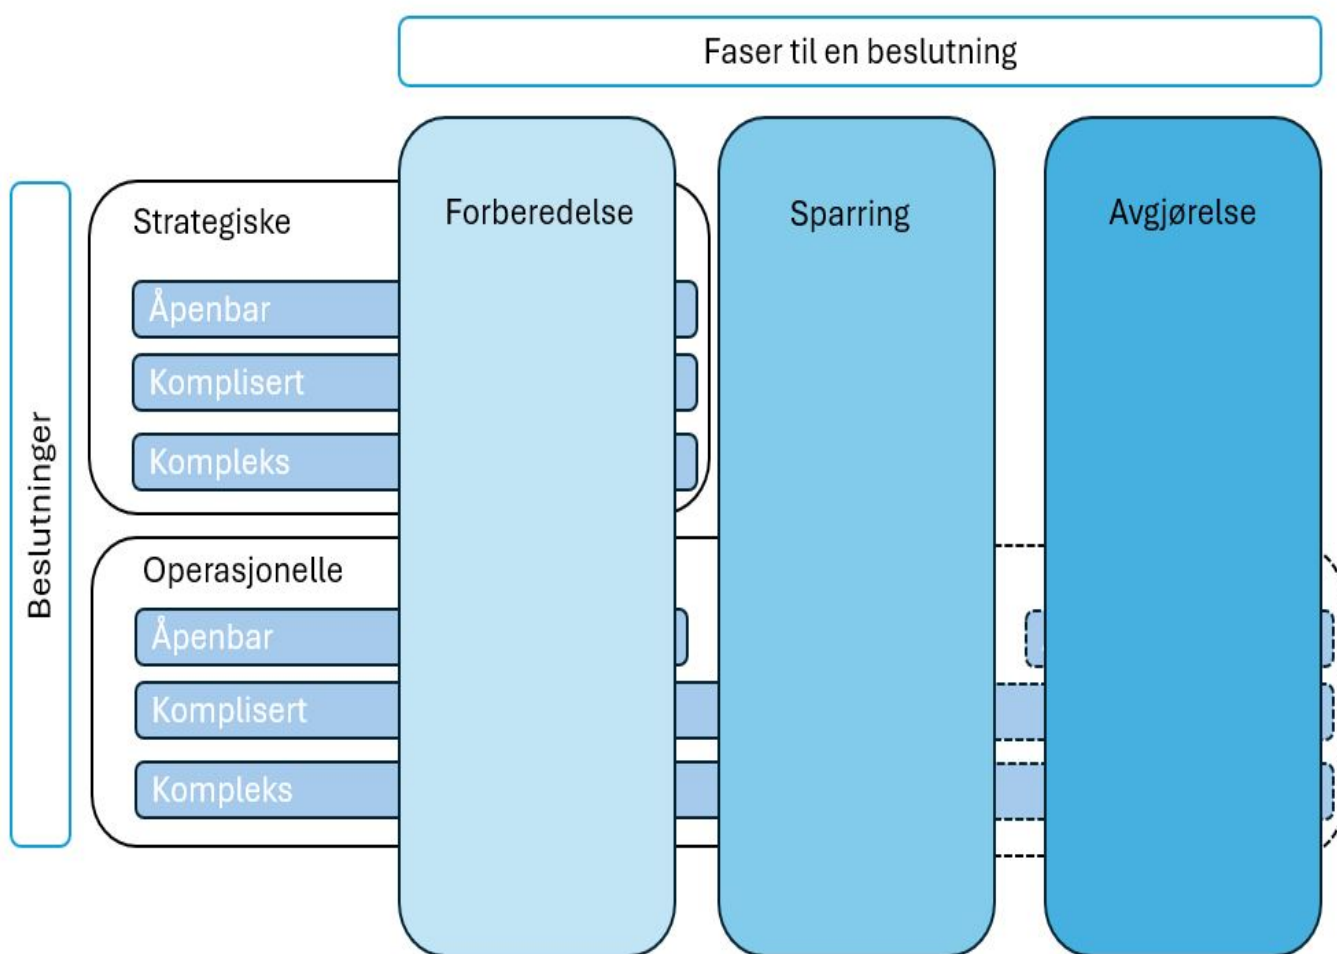 Faser til en beslutning
Forberedelse
Sparring
Avgjørelse
Beslutninger
Strategiske
Åpenbar
Komplisert
Kompleks
Operasjonelle
Åpenbar
Komplisert
Kompleks